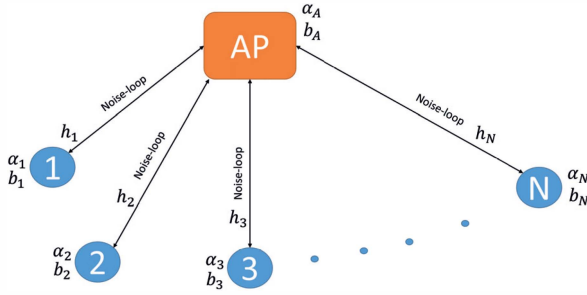 α_A
b_A
AP
Noise-loop
Noise-loop
Noise-loop
Noise-loop
h_1
h_2
h_3
h_N
α_1
b_1
1
α_2
b_2
2
α_3
b_3
3
α_N
b_N
N